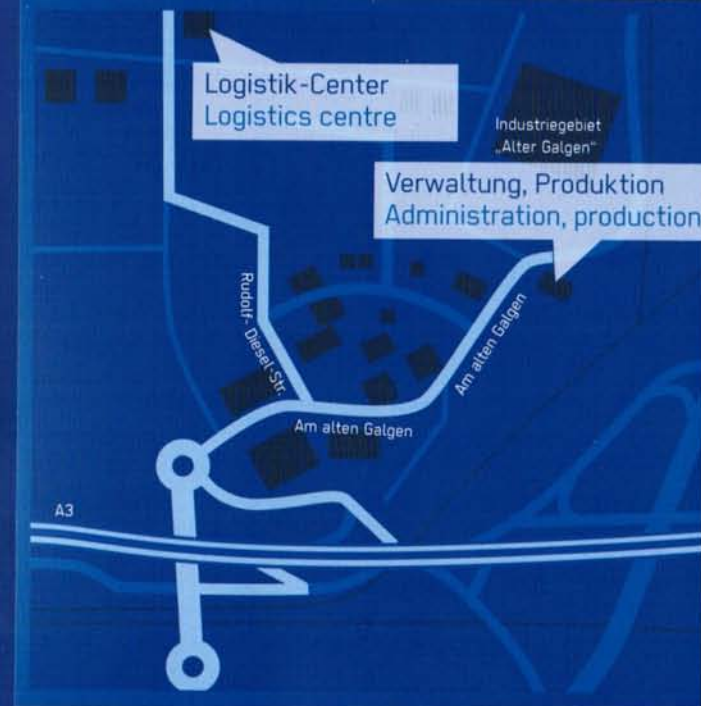 Logistik-Center
Logistics centre
Industriegebiet
„Alter Galgen“
Verwaltung, Produktion
Administration, production
Rudolf- Diesel-Str.
Am alten Galgen
Am alten Galgen
A3